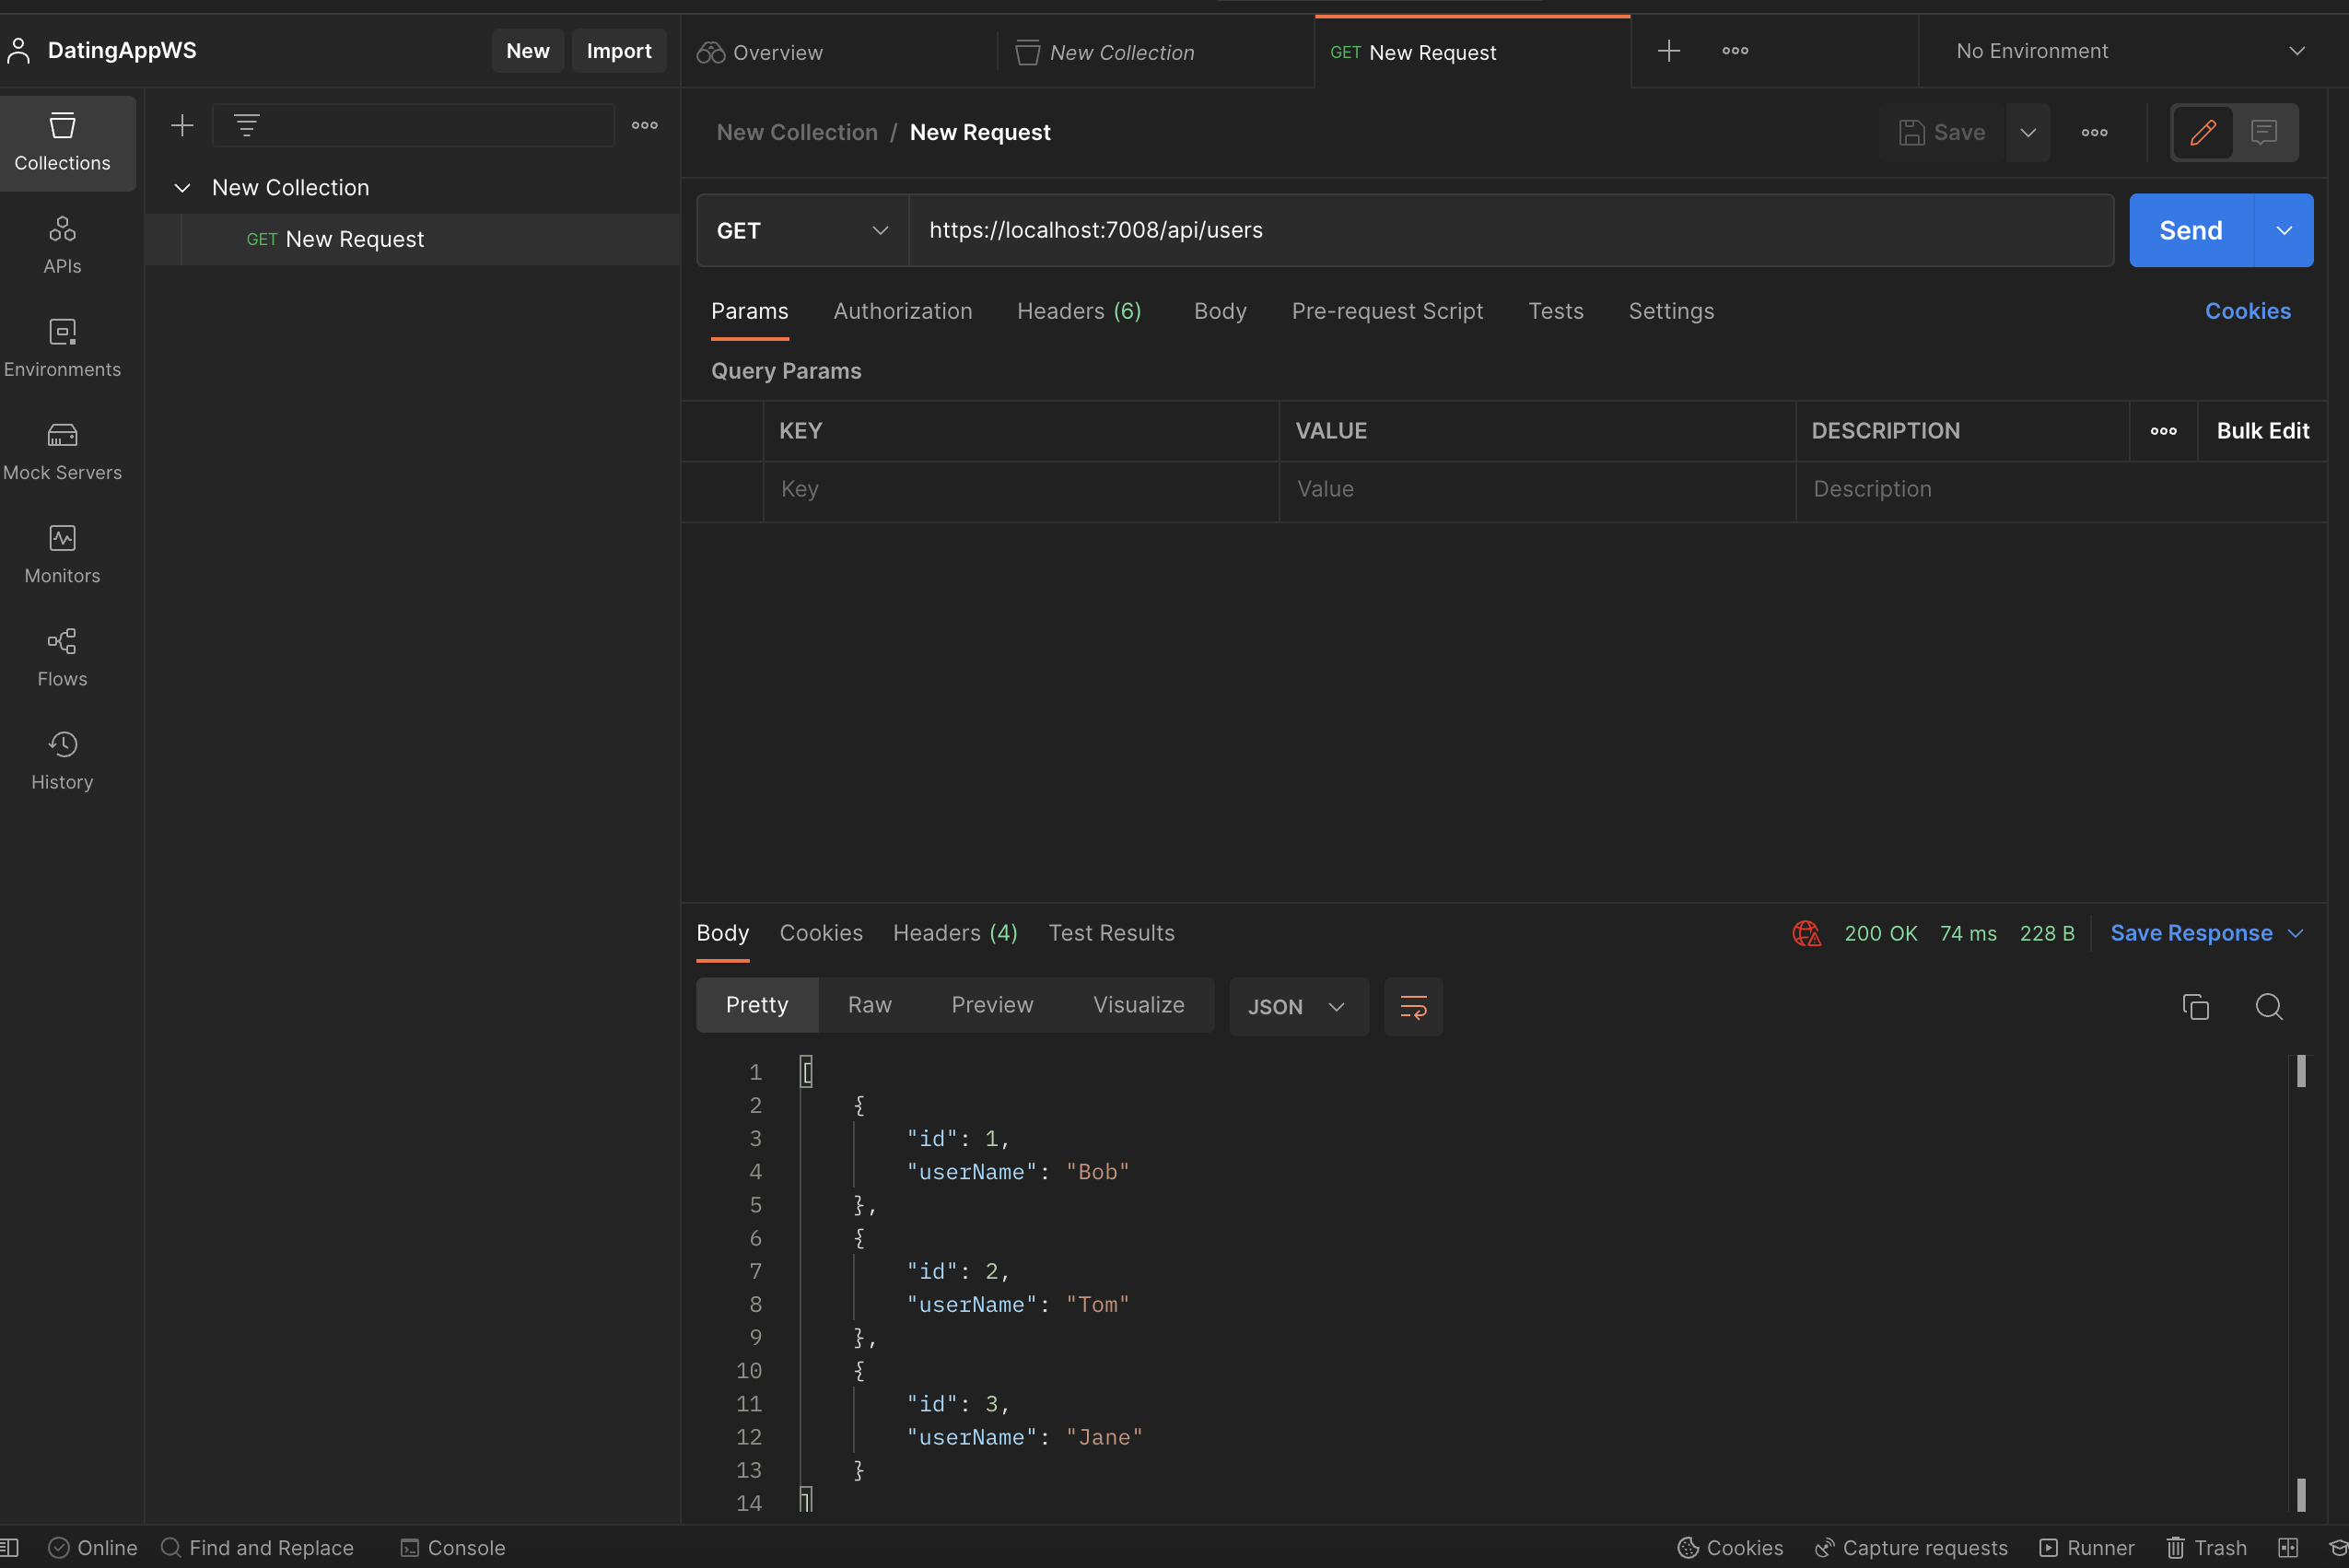 DatingAppWS
New
Import
Overview
New Collection
GET New Request
No Environment
Collections
APIs
Environments
Mock Servers
Monitors
Flows
History
New Collection
GET New Request
New Collection / New Request
Save
GET
https://localhost:7008/api/users
Send
Params
Authorization
Headers (6)
Body
Pre-request Script
Tests
Settings
Cookies
Query Params
KEY
VALUE
DESCRIPTION
Bulk Edit
Key
Value
Description
Body
Cookies
Headers (4)
Test Results
200 OK
74 ms
228 B
Save Response
Pretty
Raw
Preview
Visualize
JSON
1 [
2 {
3 "id": 1,
4 "userName": "Bob"
5 },
6 {
7 "id": 2,
8 "userName": "Tom"
9 },
10 {
11 "id": 3,
12 "userName": "Jane"
13 }
14 ]
Online
Find and Replace
Console
Cookies
Capture requests
Runner
Trash